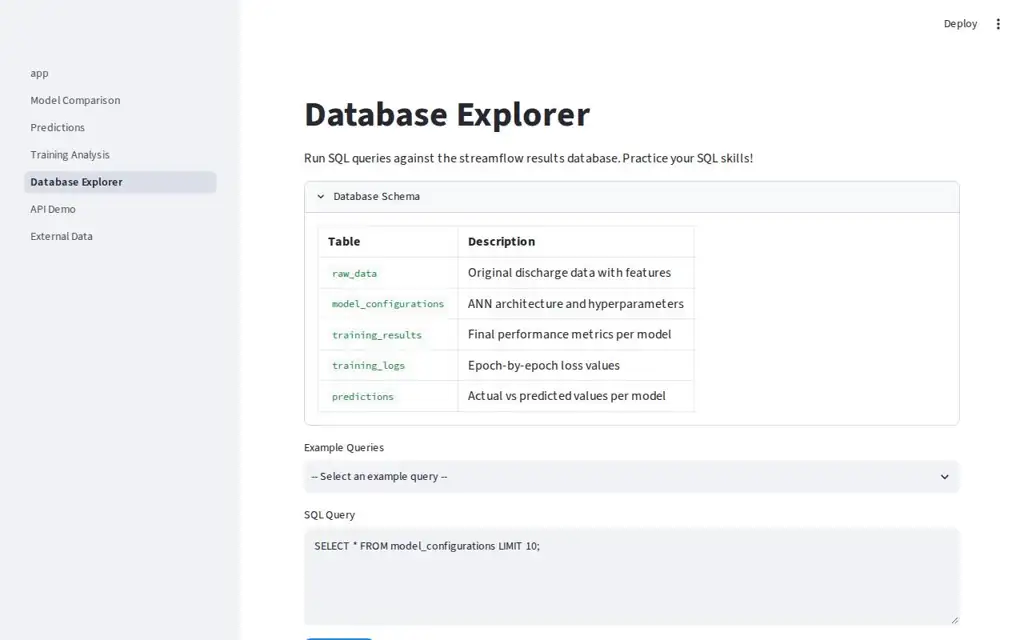 Deploy
app
Model Comparison
Predictions
Training Analysis
Database Explorer
API Demo
External Data
Database Explorer
Run SQL queries against the streamflow results database. Practice your SQL skills!
Database Schema
Table Description
raw_data Original discharge data with features
model_configurations ANN architecture and hyperparameters
training_results Final performance metrics per model
training_logs Epoch-by-epoch loss values
predictions Actual vs predicted values per model
Example Queries
-- Select an example query --
SQL Query
SELECT * FROM model_configurations LIMIT 10;